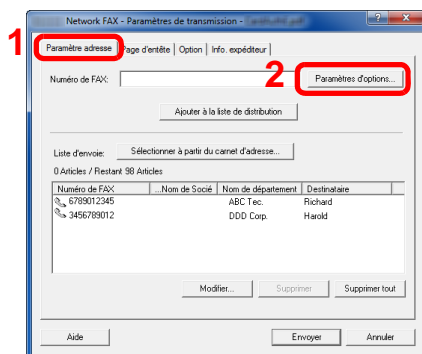 Network FAX - Paramètres de transmission -
1
Paramètre adresse Page d'entête Option Info. expéditeur
2
Numéro de FAX: Paramètres d'options...
Ajouter à la liste de distribution
Liste d'envoie: Sélectionner à partir du carnet d'adresse...
0 Articles / Restant 98 Articles
Numéro de FAX ...Nom de Socié Nom de département Destinataire
6789012345 ABC Tec. Richard
3456789012 DDD Corp. Harold
Modifier... Supprimer Supprimer tout
Aide Envoyer Annuler